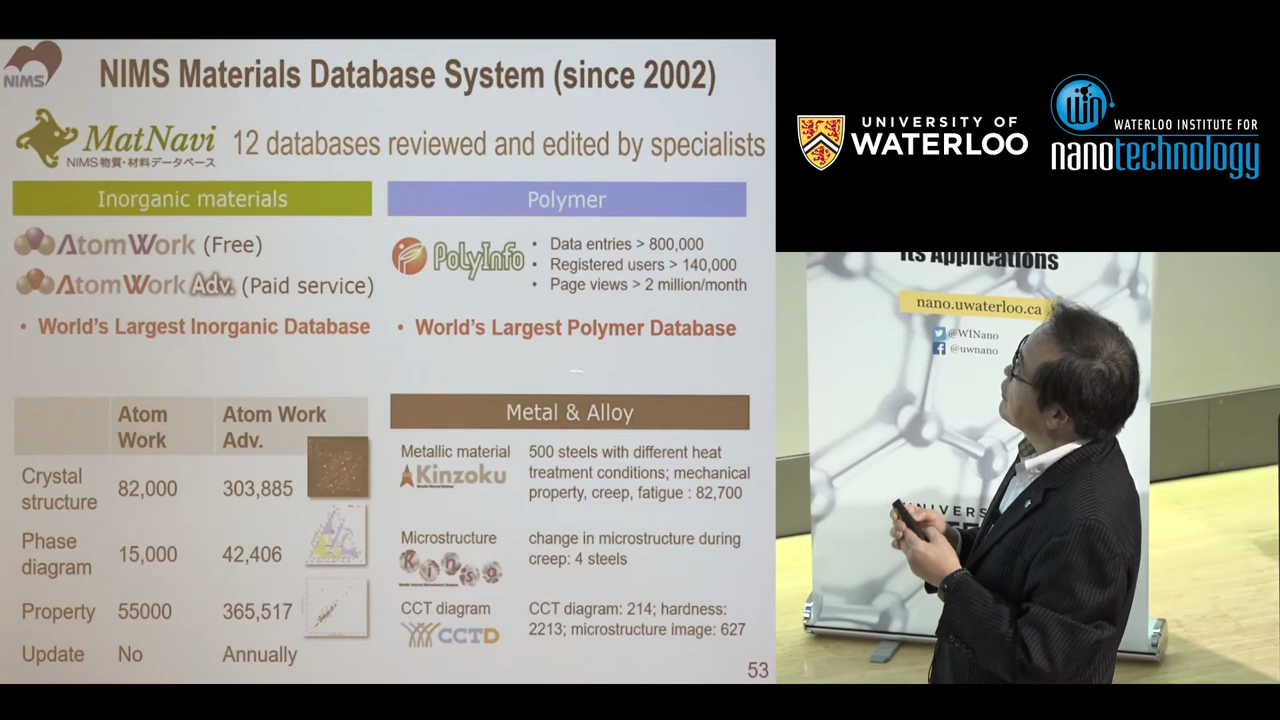 NIMS
NIMS Materials Database System (since 2002)
MatNavi
NIMS物質・材料データベース
12 databases reviewed and edited by specialists
Inorganic materials
AtomWork (Free)
AtomWork Adv. (Paid service)
• World's Largest Inorganic Database
Polymer
PolyInfo
• Data entries > 800,000
• Registered users > 140,000
• Page views > 2 million/month
• World's Largest Polymer Database
Atom Work
Atom Work Adv.
Crystal structure
82,000
303,885
Phase diagram
15,000
42,406
Property
55000
365,517
Update
No
Annually
Metal & Alloy
Metallic material
Kinzoku
500 steels with different heat
treatment conditions; mechanical
property, creep, fatigue : 82,700
Microstructure
Kinso
change in microstructure during
creep: 4 steels
CCT diagram
CCTD
CCT diagram: 214; hardness:
2213; microstructure image: 627
53
UNIVERSITY OF
WATERLOO
WIN
WATERLOO INSTITUTE FOR
nanotechnology
Its Applications
nano.uwaterloo.ca
@WINano
@uwnano